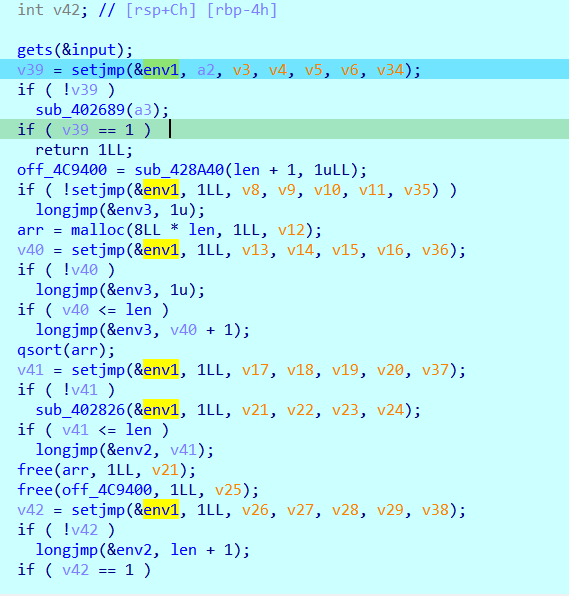 int v42; // [rsp+Ch] [rbp-4h]
gets(&input);
v39 = setjmp(&env1, a2, v3, v4, v5, v6, v34);
if ( !v39 )
sub_402689(a3);
if ( v39 == 1 )
return 1LL;
off_4C9400 = sub_428A40(len + 1, 1uLL);
if ( !setjmp(&env1, 1LL, v8, v9, v10, v11, v35) )
longjmp(&env3, 1u);
arr = malloc(8LL * len, 1LL, v12);
v40 = setjmp(&env1, 1LL, v13, v14, v15, v16, v36);
if ( !v40 )
longjmp(&env3, 1u);
if ( v40 <= len )
longjmp(&env3, v40 + 1);
qsort(arr);
v41 = setjmp(&env1, 1LL, v17, v18, v19, v20, v37);
if ( !v41 )
sub_402826(&env1, 1LL, v21, v22, v23, v24);
if ( v41 <= len )
longjmp(&env2, v41);
free(arr, 1LL, v21);
free(off_4C9400, 1LL, v25);
v42 = setjmp(&env1, 1LL, v26, v27, v28, v29, v38);
if ( !v42 )
longjmp(&env2, len + 1);
if ( v42 == 1 )